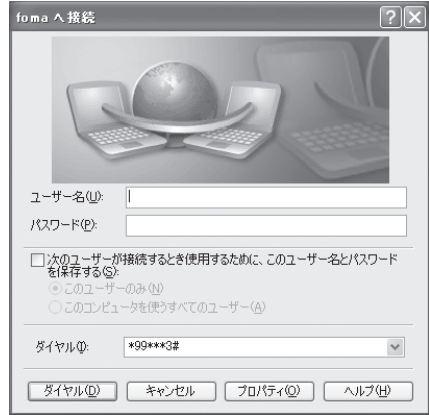 foma へ接続
ユーザー名(U):
パスワード(P):
次のユーザーが接続するとき使用するために、このユーザー名とパスワード
を保存する(S):
このユーザーのみ(N)
このコンピュータを使うすべてのユーザー(A)
ダイヤル(I): *99***3#
ダイヤル(D) キャンセル プロパティ(O) ヘルプ(H)